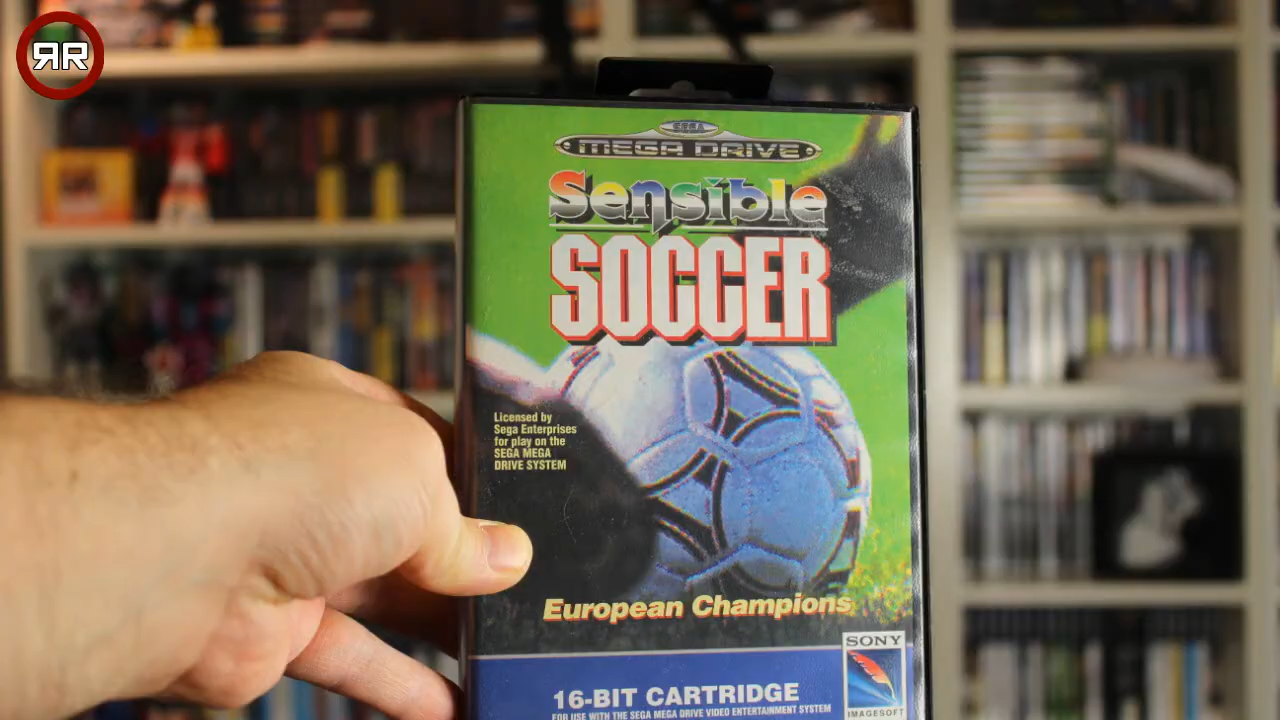 ЯR
SEGA
MEGA DRIVE
Sensible
SOCCER
Licensed by
Sega Enterprises
for play on the
SEGA MEGA
DRIVE SYSTEM
European Champions
SONY
IMAGESOFT
16-BIT CARTRIDGE
FOR USE WITH THE SEGA MEGA DRIVE VIDEO ENTERTAINMENT SYSTEM